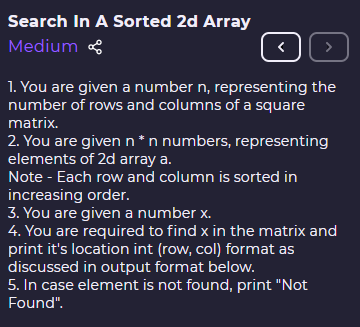 Search In A Sorted 2d Array
Medium
1. You are given a number n, representing the
number of rows and columns of a square
matrix.
2. You are given n * n numbers, representing
elements of 2d array a.
Note - Each row and column is sorted in
increasing order.
3. You are given a number x.
4. You are required to find x in the matrix and
print it's location int (row, col) format as
discussed in output format below.
5. In case element is not found, print "Not
Found".